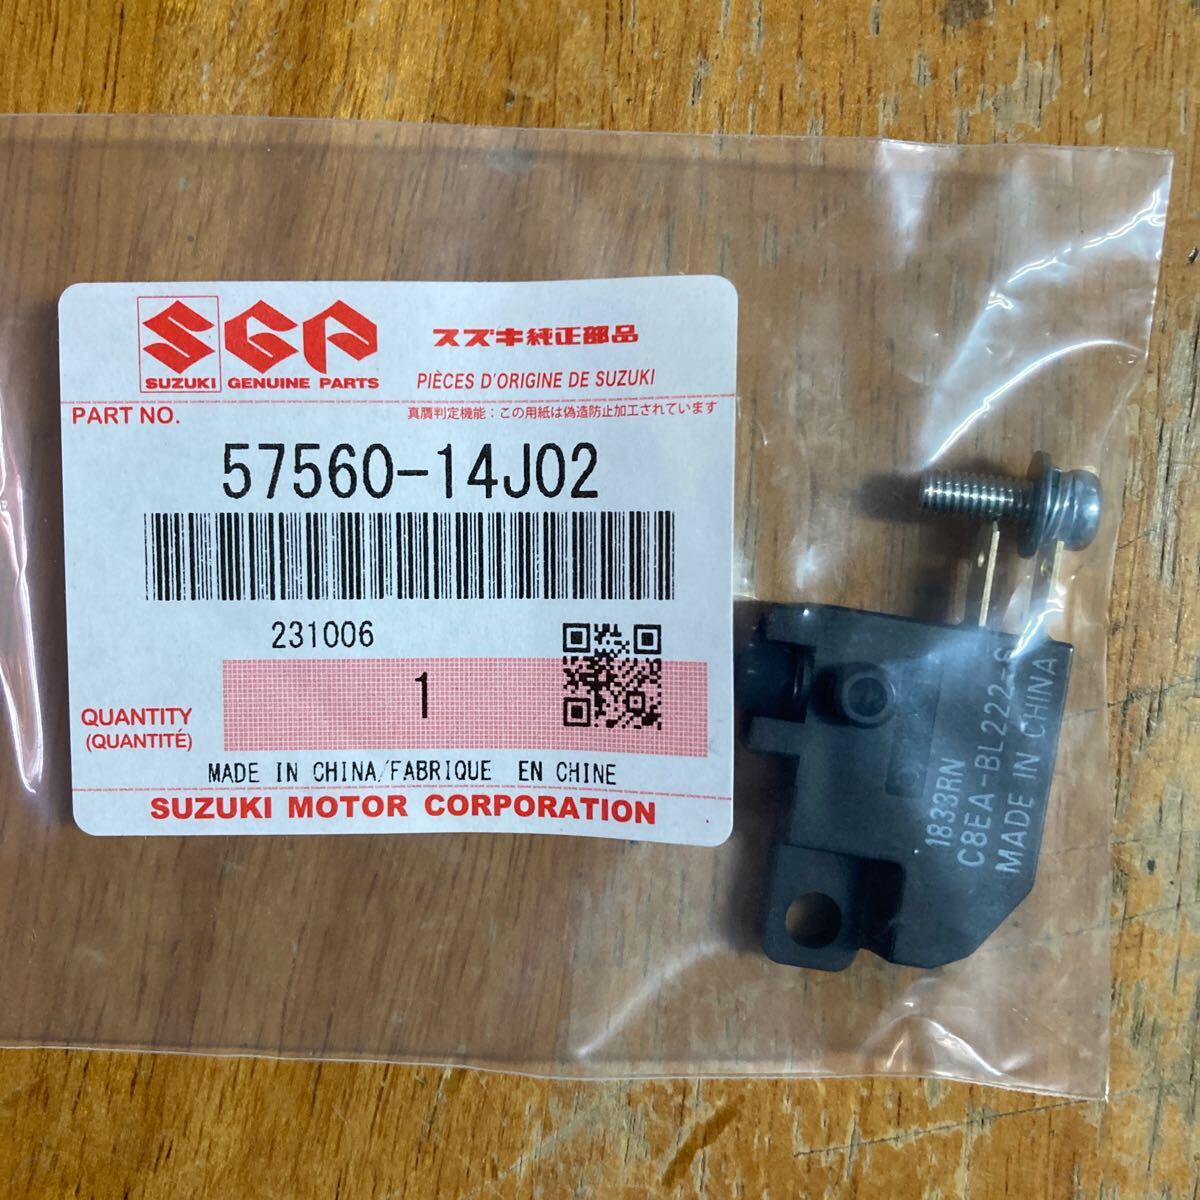 SGP
SUZUKI GENUINE PARTS
スズキ純正部品
PIÈCES D'ORIGINE DE SUZUKI
PART NO.
真贋判定機能：この用紙は偽造防止加工されています
57560-14J02
231006
1
QUANTITY
(QUANTITÉ)
MADE IN CHINA/FABRIQUE EN CHINE
SUZUKI MOTOR CORPORATION
1833RN
C8EA-BL222-S
MADE IN CHINA